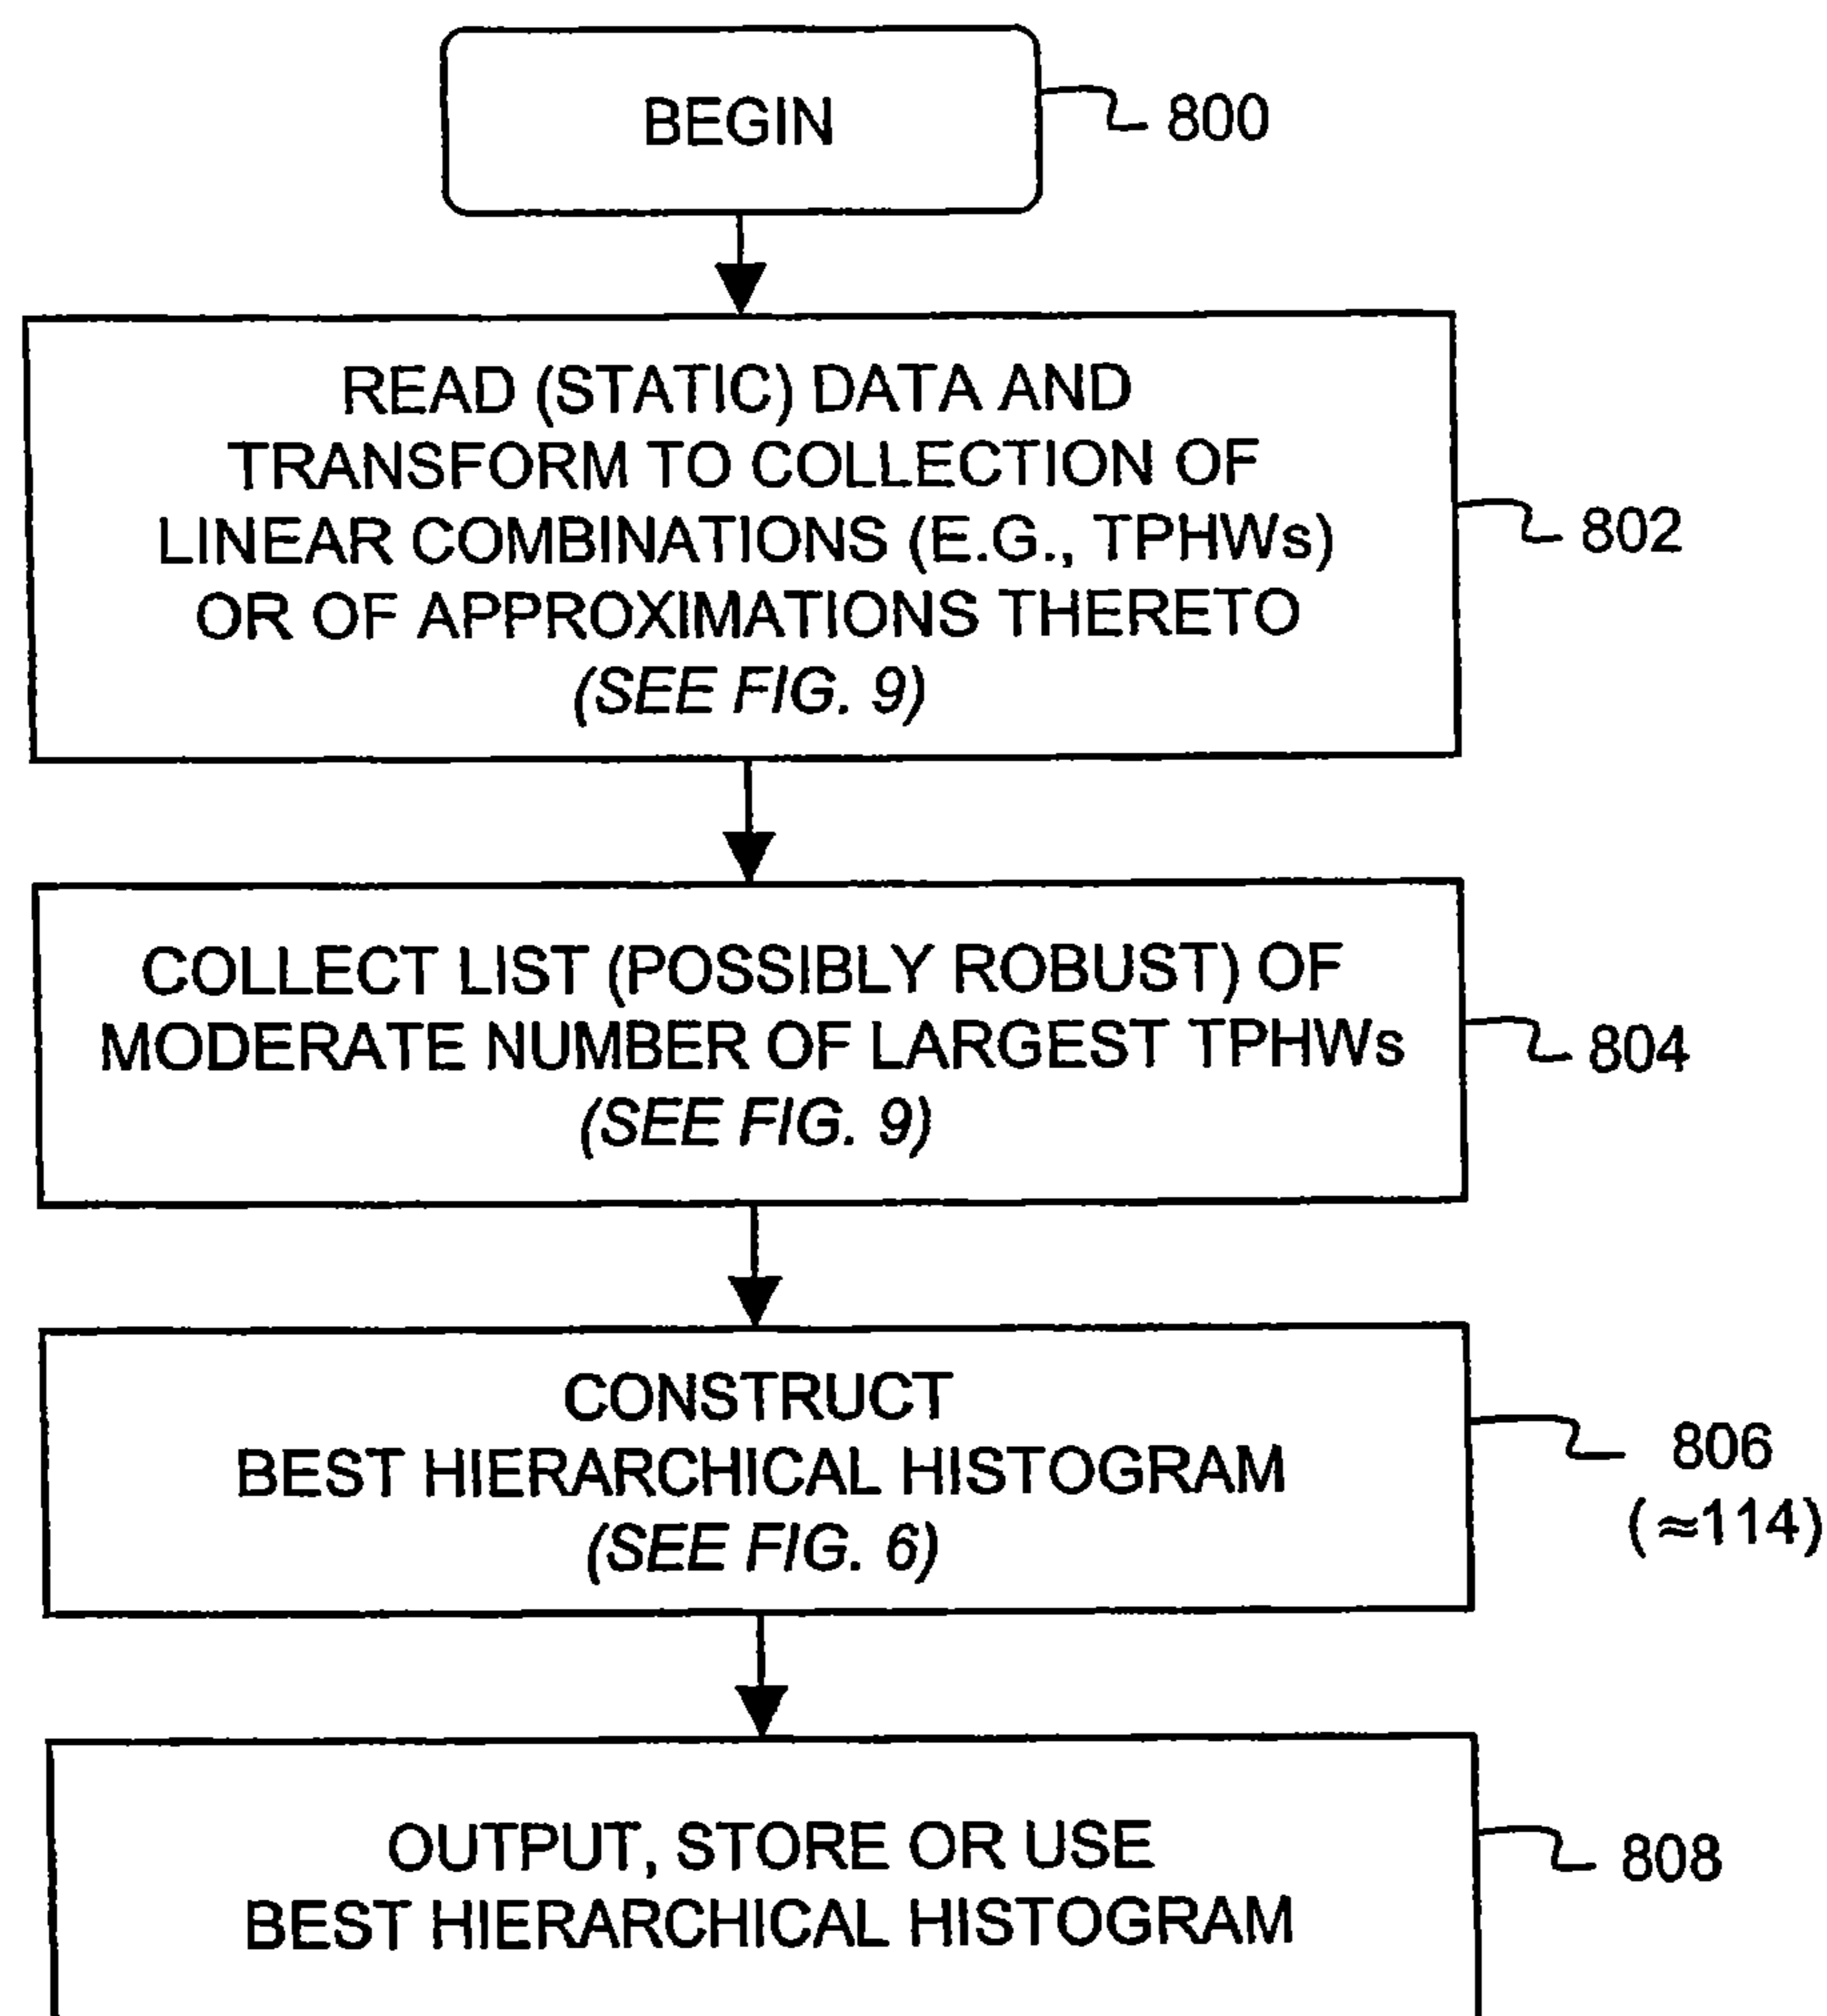 BEGIN
800
READ (STATIC) DATA AND
TRANSFORM TO COLLECTION OF
LINEAR COMBINATIONS (E.G., TPHWs)
OR OF APPROXIMATIONS THERETO
(SEE FIG. 9)
802
COLLECT LIST (POSSIBLY ROBUST) OF
MODERATE NUMBER OF LARGEST TPHWs
(SEE FIG. 9)
804
CONSTRUCT
BEST HIERARCHICAL HISTOGRAM
(SEE FIG. 6)
806
(≈114)
OUTPUT, STORE OR USE
BEST HIERARCHICAL HISTOGRAM
808